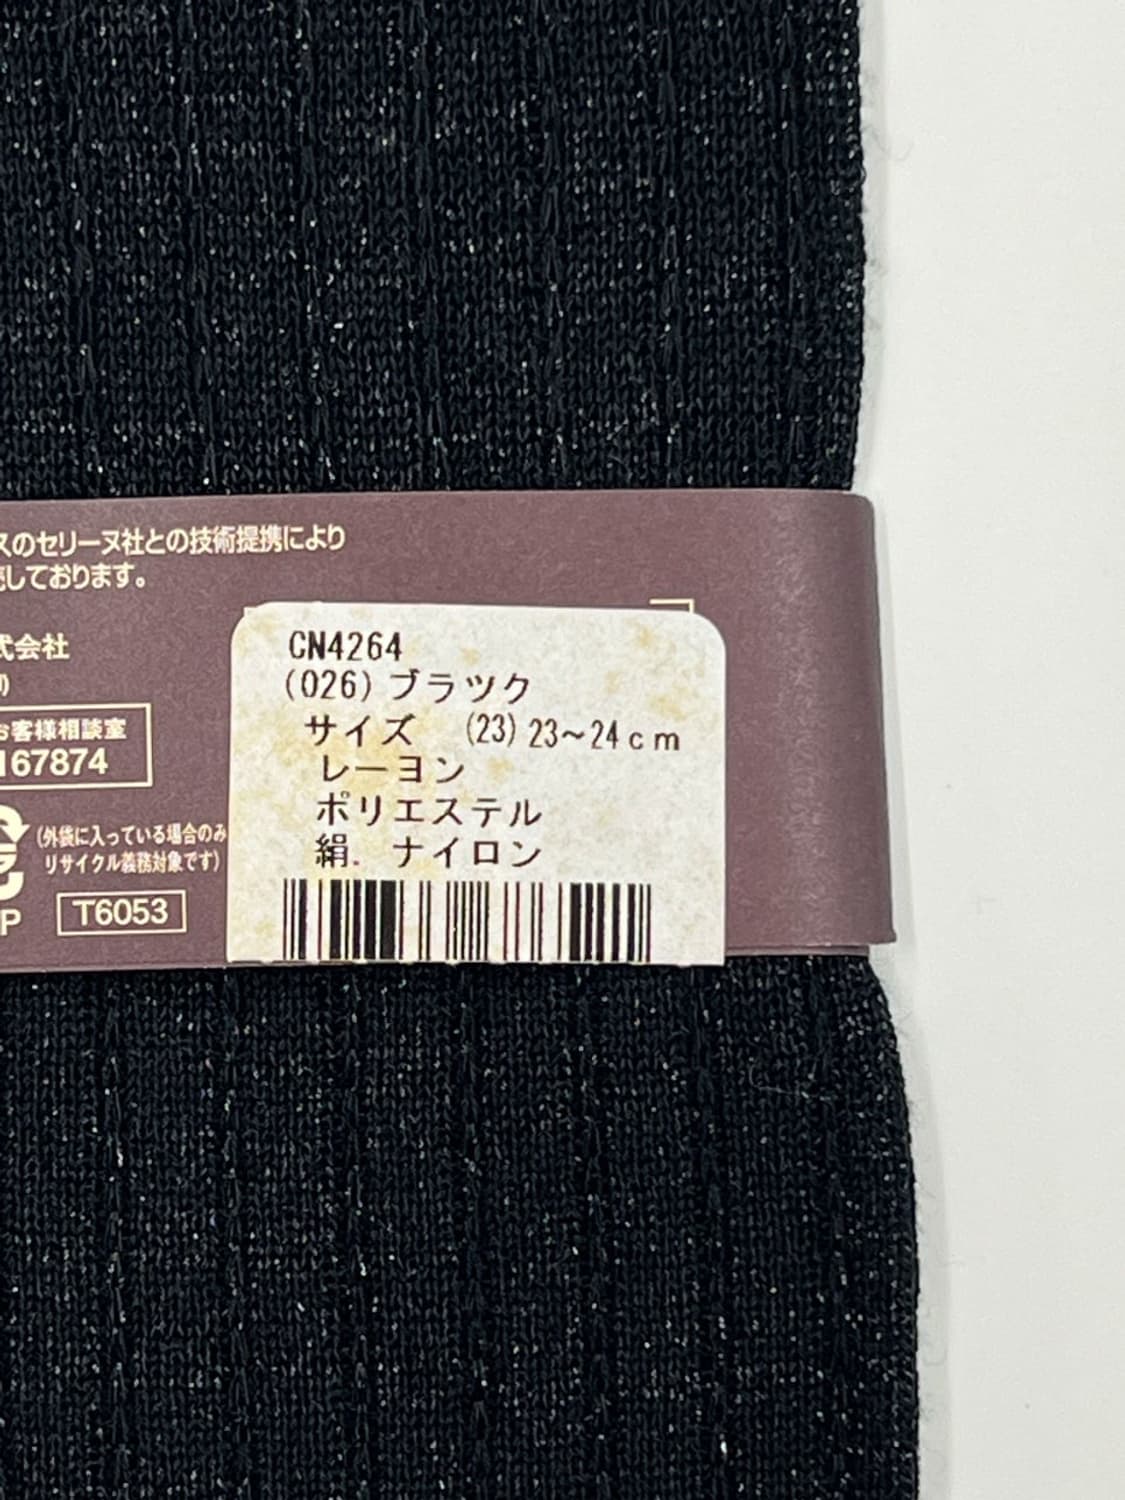 スのセリーヌ社との技術提携により
売しております。
式会社
お客様相談室
167874
(外袋に入っている場合のみ
リサイクル義務対象です)
P
T6053
CN4264
(026) ブラック
サイズ (23) 23～24cm
レーヨン
ポリエステル
絹. ナイロン